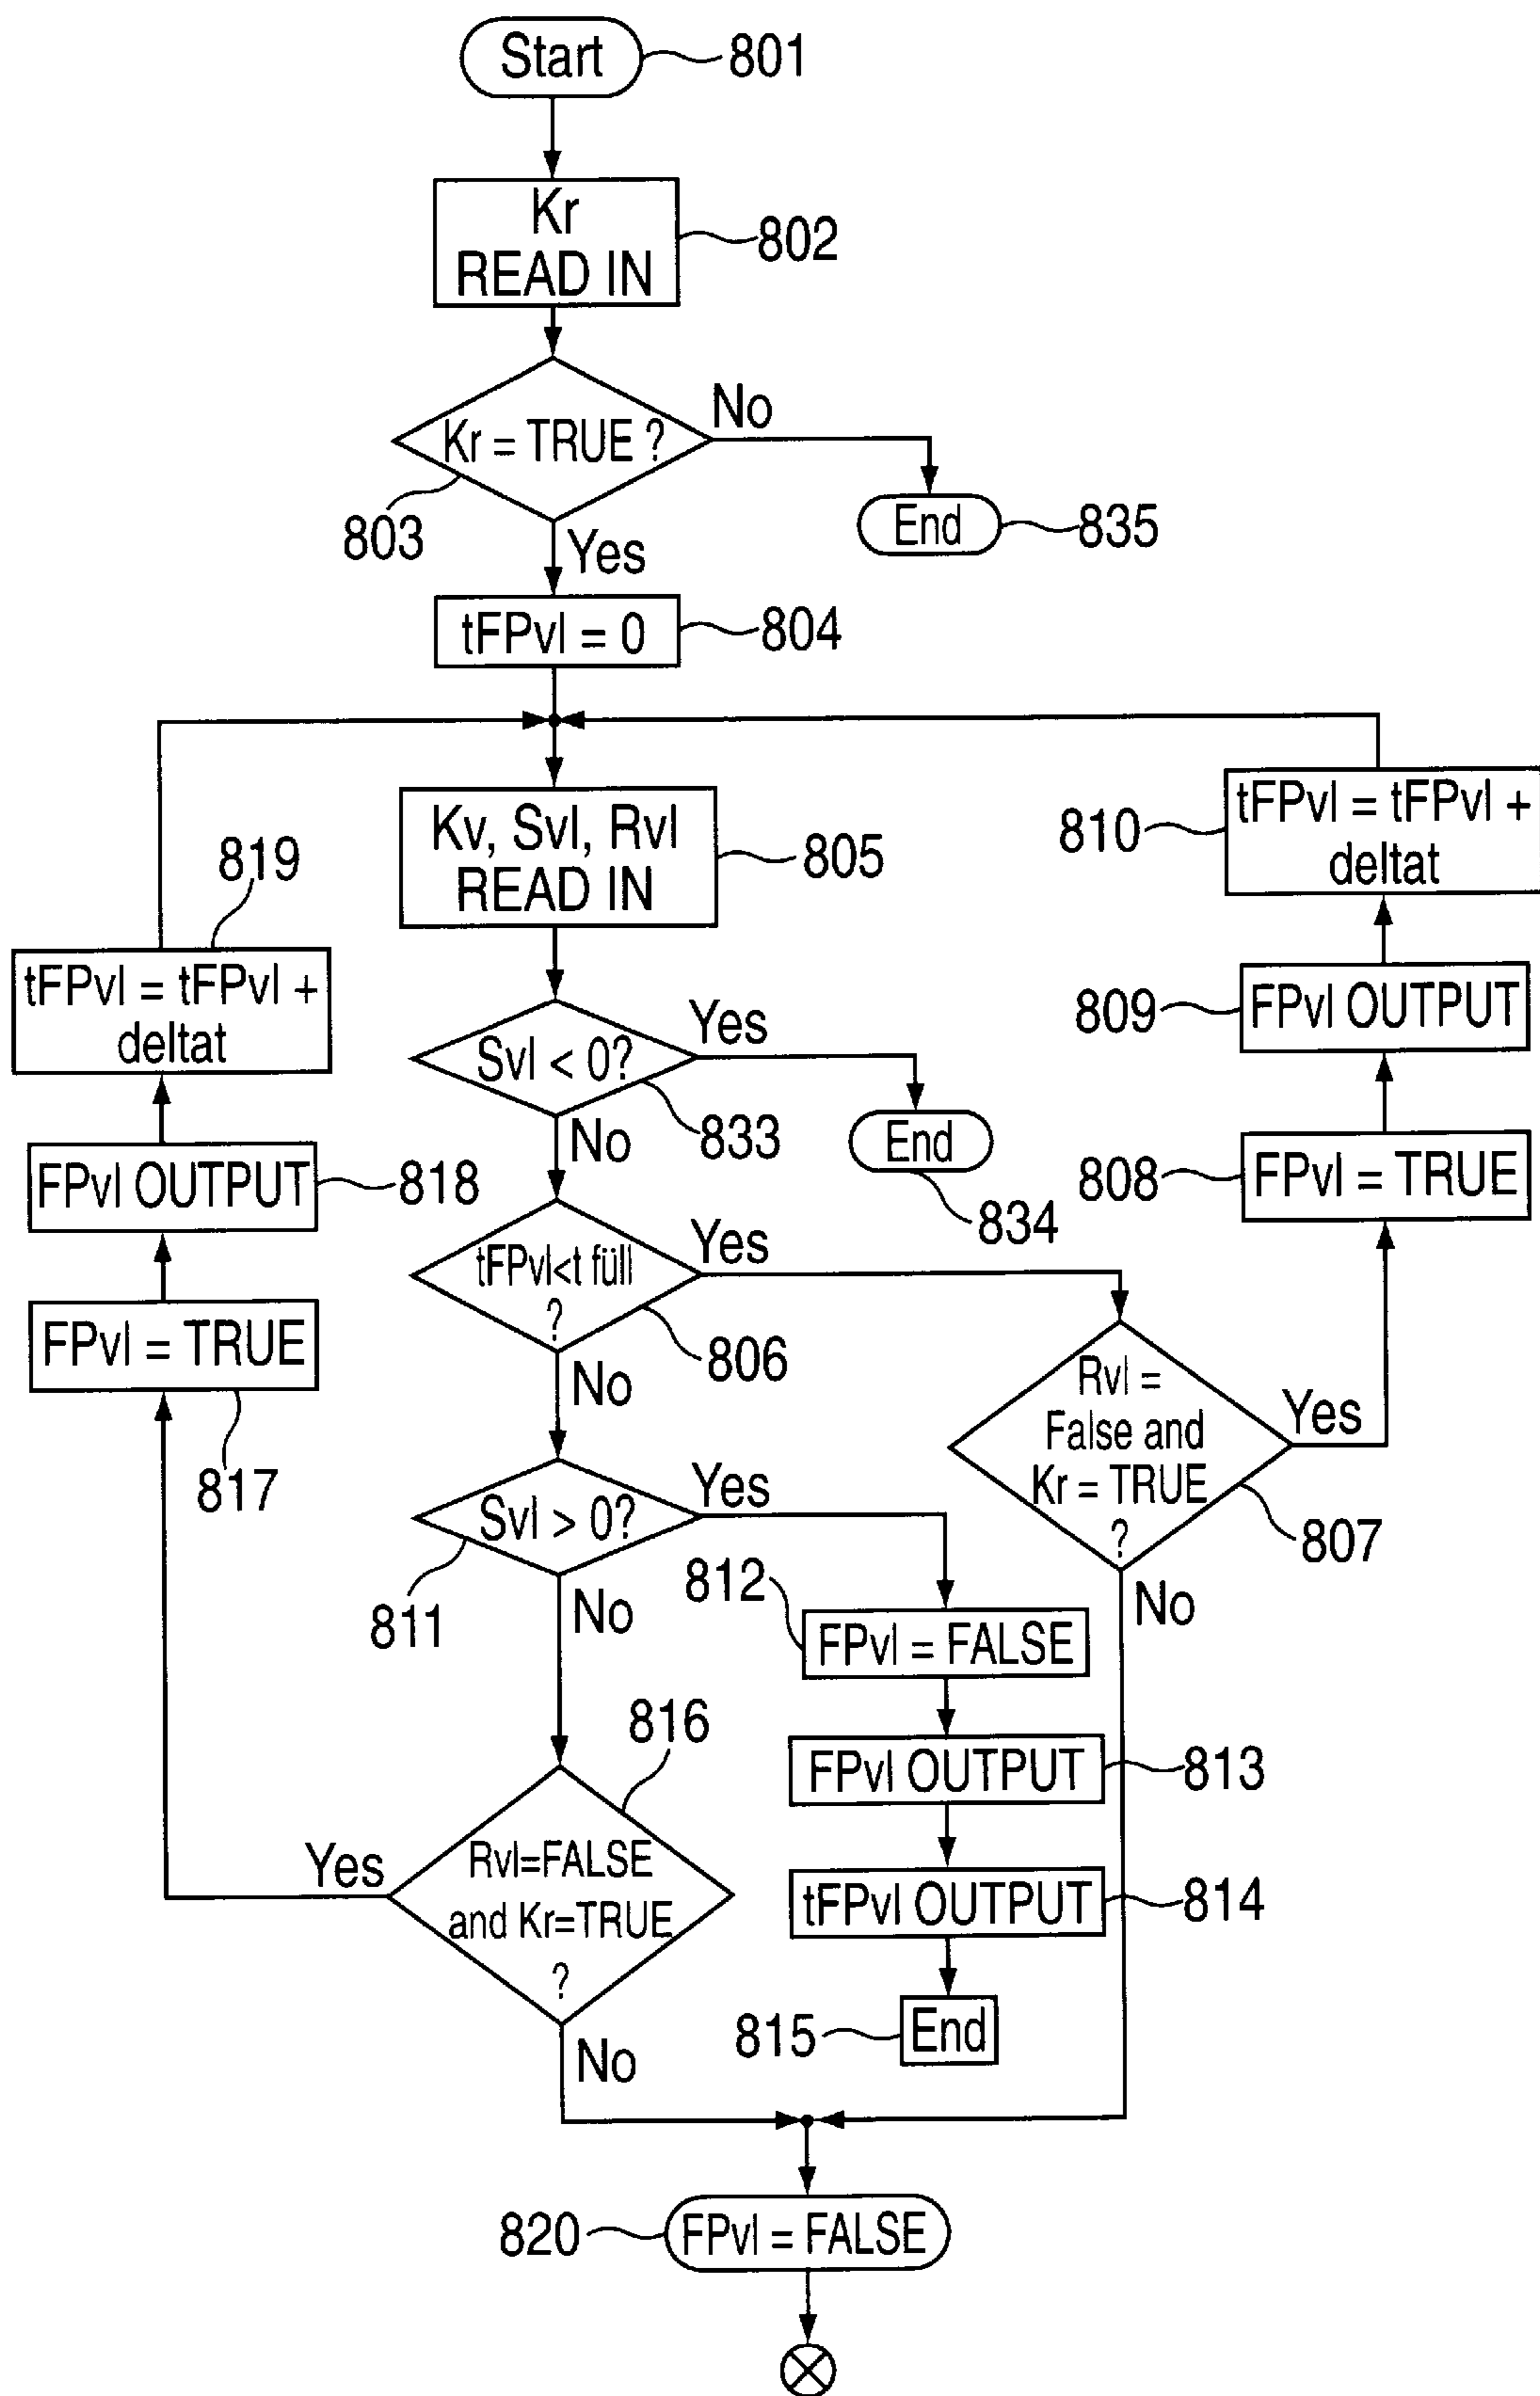 Start
801
Kr
READ IN
802
Kr = TRUE ?
No
803
End
835
Yes
tFPvl = 0
804
Kv, Svl, Rvl
READ IN
805
810
tFPvl = tFPvl +
deltat
819
tFPvl = tFPvl +
deltat
809
FPvl OUTPUT
Svl < 0?
Yes
833
No
End
834
FPvl OUTPUT
818
808
FPvl = TRUE
tFPvl<t füll
?
Yes
806
No
FPvl = TRUE
817
Rvl =
False and
Kr = TRUE
?
Yes
807
No
Svl > 0?
Yes
811
No
812
FPvl = FALSE
816
FPvl OUTPUT
813
Yes
Rvl=FALSE
and Kr=TRUE
?
tFPvl OUTPUT
814
815
End
No
820
FPvl = FALSE